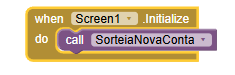 when Screen1 .Initialize
do call SorteiaNovaConta